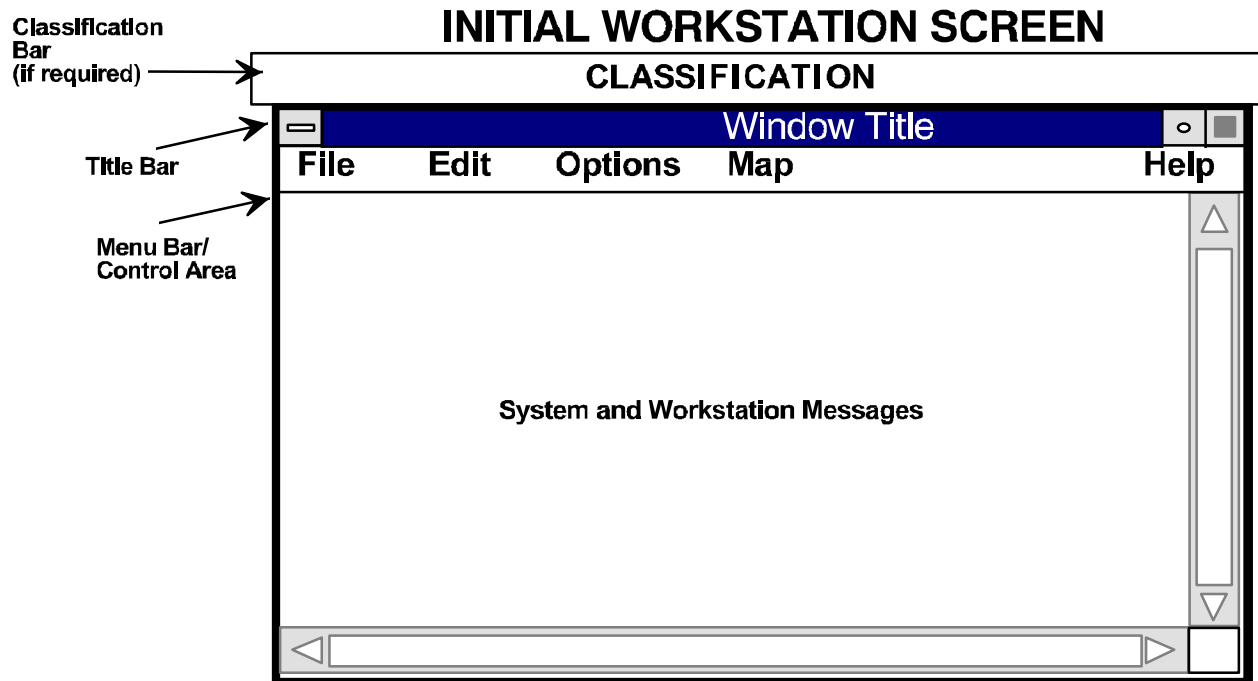 INITIAL WORKSTATION SCREEN
Classification
Bar
(if required)
CLASSIFICATION
Window Title
Title Bar
File Edit Options Map Help
Menu Bar/
Control Area
System and Workstation Messages